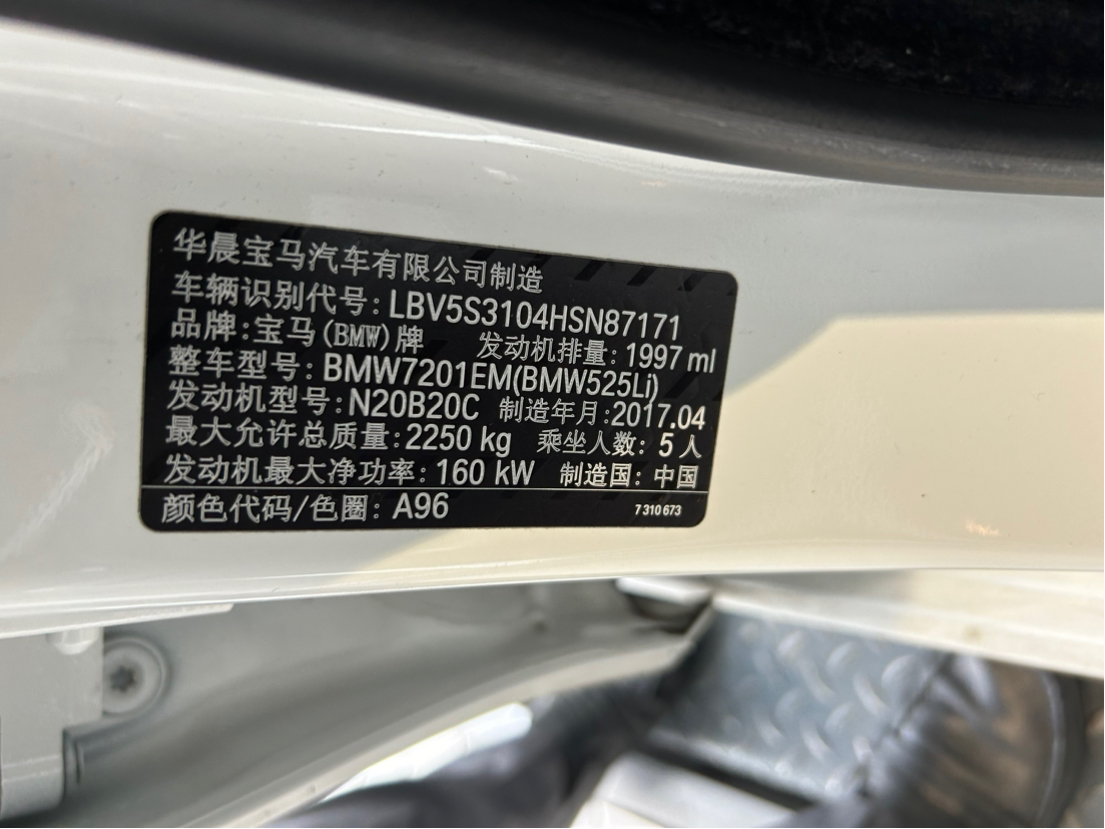 华晨宝马汽车有限公司制造
车辆识别代号: LBV5S3104HSN87171
品牌:宝马(BMW)牌 发动机排量: 1997 ml
整车型号: BMW7201EM(BMW525Li)
发动机型号: N20B20C 制造年月:2017.04
最大允许总质量: 2250 kg 乘坐人数: 5 人
发动机最大净功率: 160 kW 制造国: 中国
颜色代码/色圈: A96 7 310 673